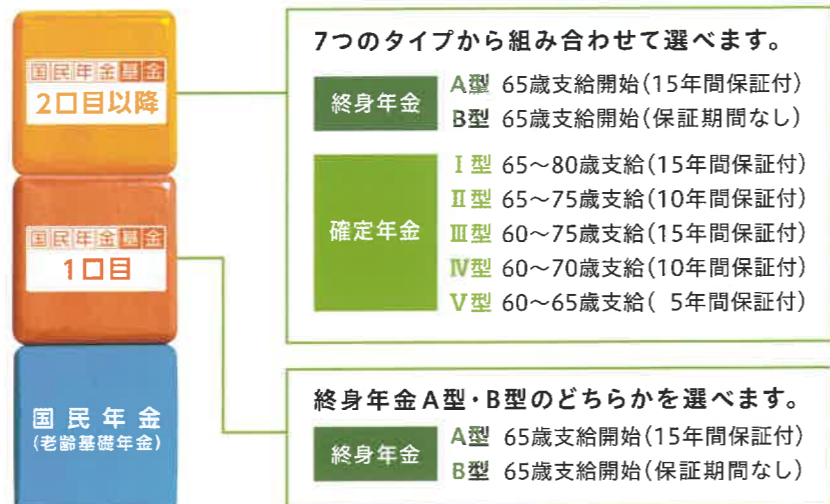 国民年金基金
2口目以降
国民年金基金
1口目
国民年金
(老齢基礎年金)
7つのタイプから組み合わせて選べます。
終身年金
A型 65歳支給開始(15年間保証付)
B型 65歳支給開始(保証期間なし)
確定年金
Ⅰ型 65～80歳支給(15年間保証付)
Ⅱ型 65～75歳支給(10年間保証付)
Ⅲ型 60～75歳支給(15年間保証付)
Ⅳ型 60～70歳支給(10年間保証付)
Ⅴ型 60～65歳支給( 5年間保証付)
終身年金A型・B型のどちらかを選べます。
終身年金
A型 65歳支給開始(15年間保証付)
B型 65歳支給開始(保証期間なし)